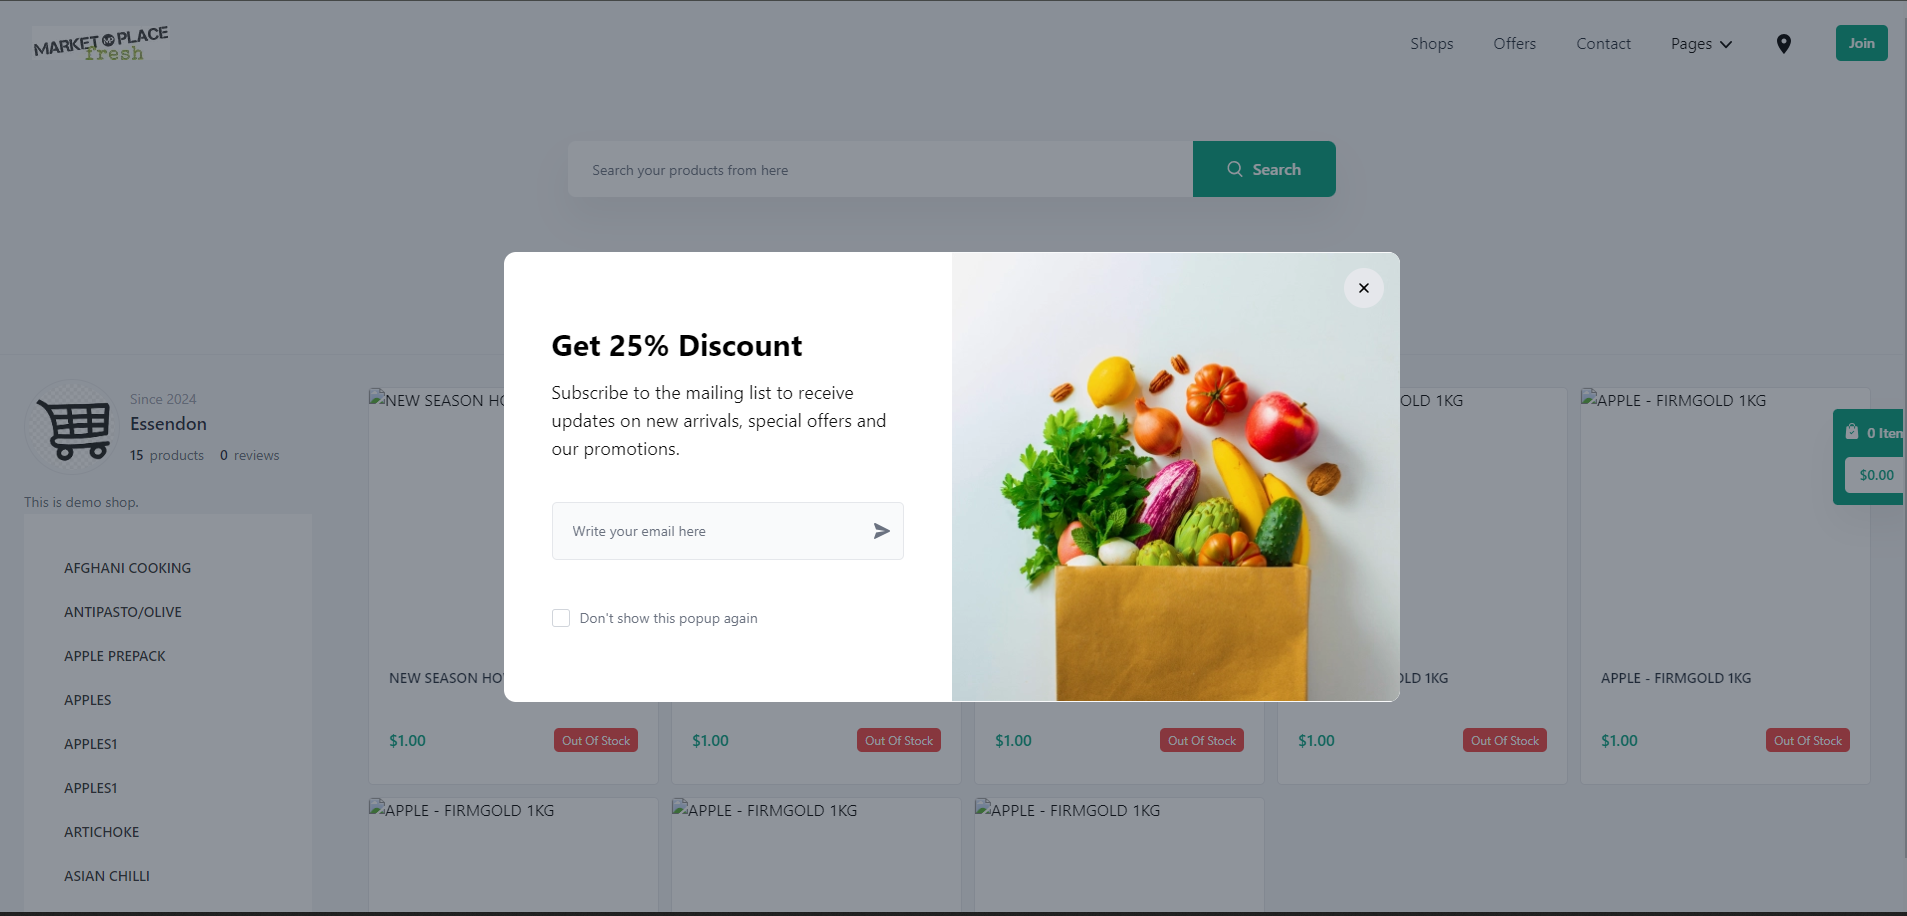 MARKET MP PLACE
fresh
Shops
Offers
Contact
Pages
Join
Search your products from here
Search
Get 25% Discount
Subscribe to the mailing list to receive
updates on new arrivals, special offers and
our promotions.
Write your email here
Don't show this popup again
Since 2024
Essendon
15 products 0 reviews
This is demo shop.
AFGHANI COOKING
ANTIPASTO/OLIVE
APPLE PREPACK
APPLES
APPLES1
APPLES1
ARTICHOKE
ASIAN CHILLI
NEW SEASON
OLD 1KG
APPLE - FIRMGOLD 1KG
0
$0.00
NEW SEASON
1KG
APPLE - FIRMGOLD 1KG
$1.00
Out Of Stock
$1.00
Out Of Stock
$1.00
Out Of Stock
$1.00
Out Of Stock
$1.00
Out Of Stock
APPLE - FIRMGOLD 1KG
APPLE - FIRMGOLD 1KG
APPLE - FIRMGOLD 1KG